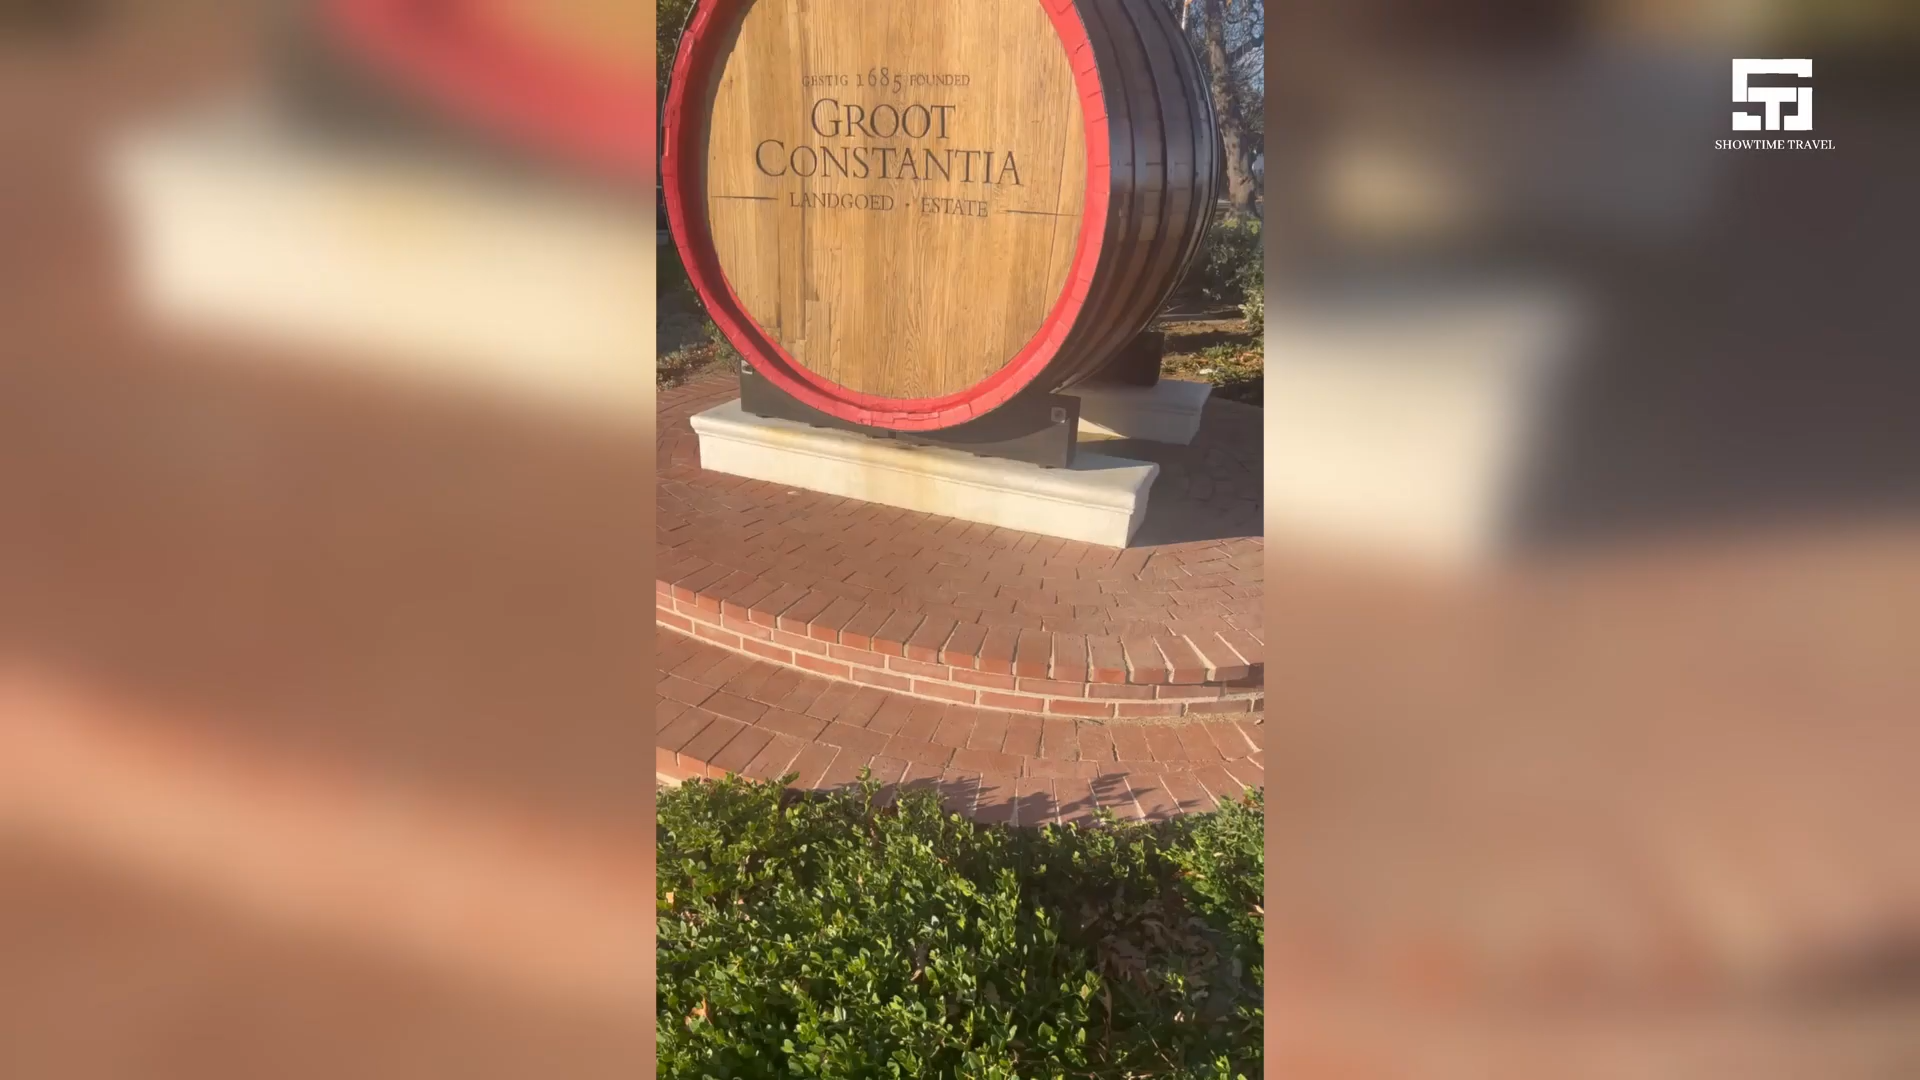 GESTIG 1685 FOUNDED
GROOT
CONSTANTIA
LANDGOED · ESTATE
SHOWTIME TRAVEL